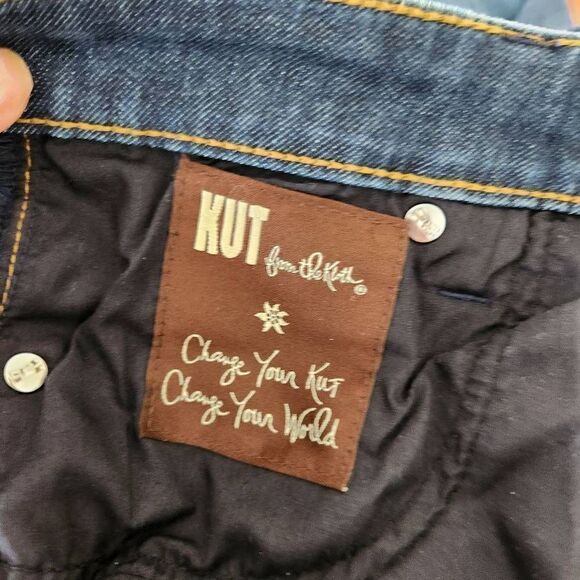 KUT
from the Kloth®
Change Your KUT
Change Your World